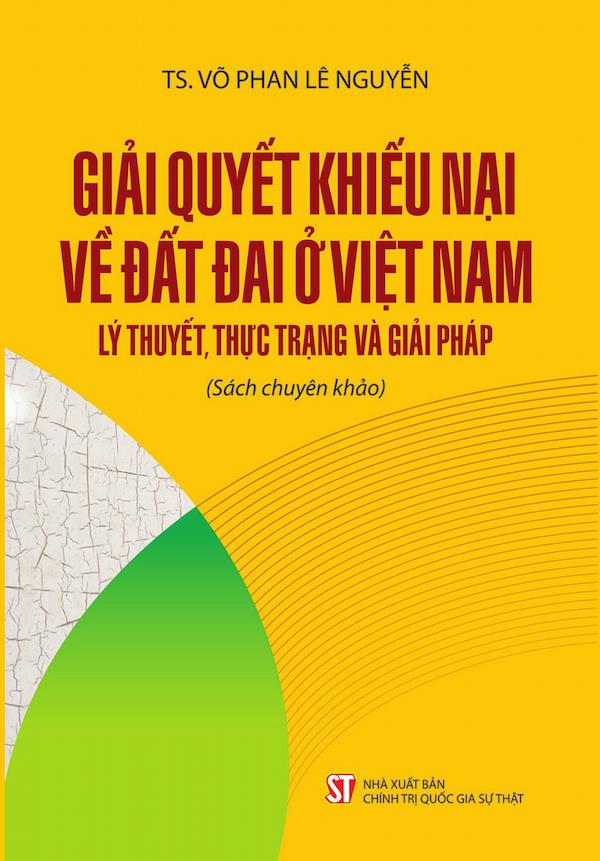 TS. VÕ PHAN LÊ NGUYỄN
GIẢI QUYẾT KHIẾU NẠI
VỀ ĐẤT ĐAI Ở VIỆT NAM
LÝ THUYẾT, THỰC TRẠNG VÀ GIẢI PHÁP
(Sách chuyên khảo)
ST
NHÀ XUẤT BẢN
CHÍNH TRỊ QUỐC GIA SỰ THẬT